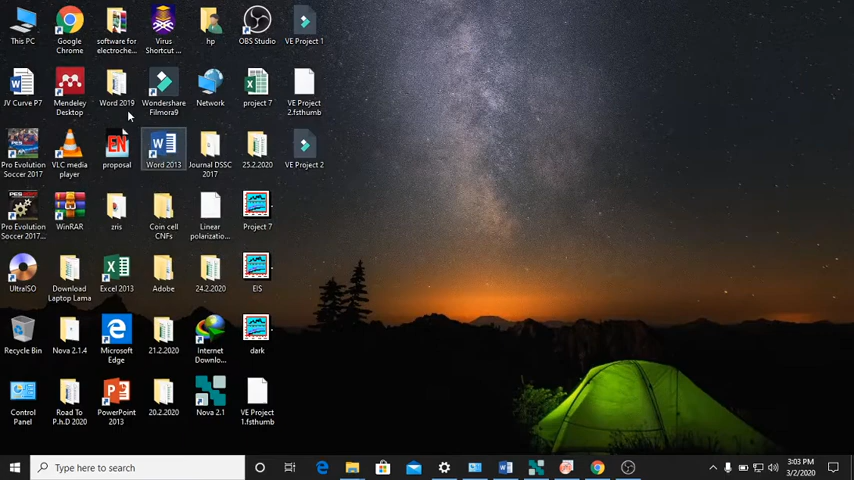 This PC
Google
Chrome
software for
electroche...
Virus
Shortcut ...
hp
OBS Studio
VE Project 1
JV Curve P7
Mendeley
Desktop
Word 2019
Wondershare
Filmora9
Network
project 7
VE Project
2.fsthumb
Pro Evolution
Soccer 2017
VLC media
player
EN
proposal
Word 2013
Journal DSSC
2017
25.2.2020
VE Project 2
Pro Evolution
Soccer 2017...
WinRAR
zris
Coin cell
CNFs
Linear
polarizatio...
Project 7
UltraISO
Download
Laptop Lama
Excel 2013
Adobe
24.2.2020
EIS
Recycle Bin
Nova 2.1.4
Microsoft
Edge
21.2.2020
Internet
Downlo...
dark
Control
Panel
Road To
P.h.D 2020
PowerPoint
2013
20.2.2020
Nova 2.1
VE Project
1.fsthumb
Type here to search
3:03 PM
3/2/2020